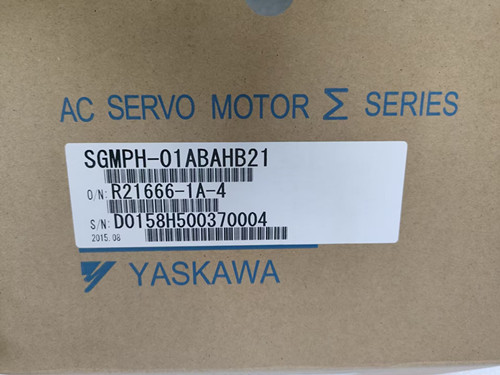 AC SERVO MOTOR Σ SERIES
SGMPH-01ABAHB21
O/N: R21666-1A-4
S/N: D0158H500370004
2015.08
YASKAWA